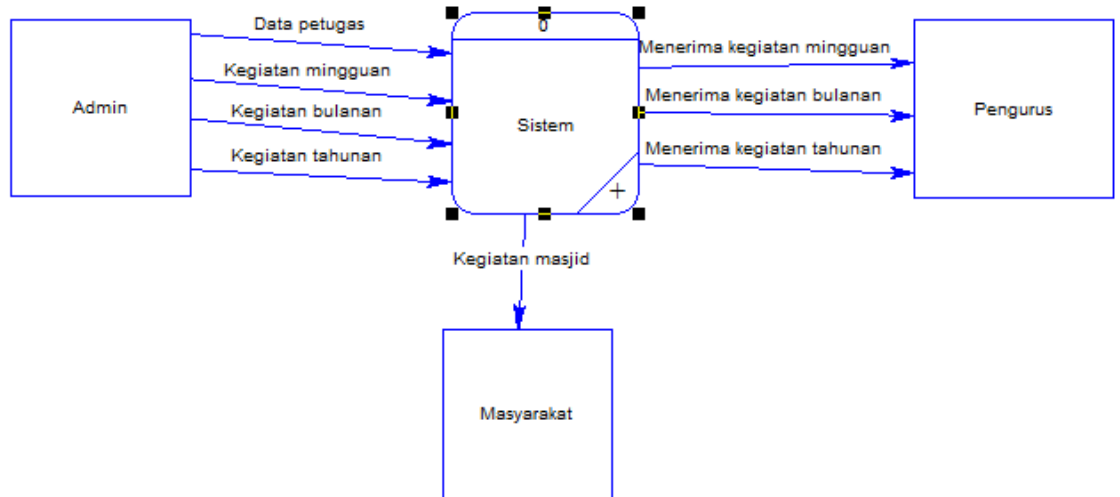 Data petugas
Kegiatan mingguan
Kegiatan bulanan
Kegiatan tahunan
Admin
0
Sistem
+
Menerima kegiatan mingguan
Menerima kegiatan bulanan
Menerima kegiatan tahunan
Pengurus
Kegiatan masjid
Masyarakat